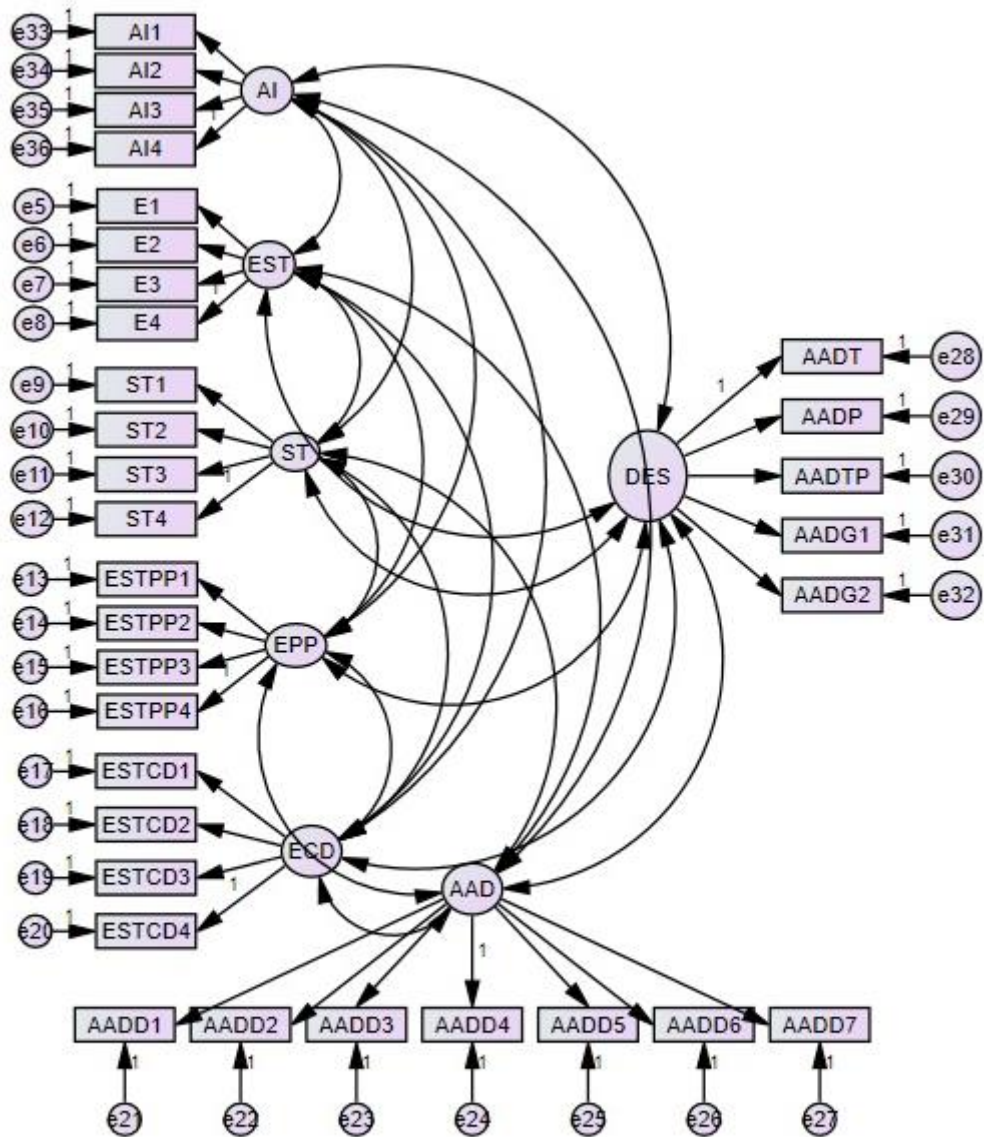 e33 1 AI1
e34 1 AI2
e35 1 AI3 1
e36 1 AI4
AI
e5 1 E1
e6 1 E2
e7 1 E3 1
e8 1 E4
EST
e9 1 ST1
e10 1 ST2
e11 1 ST3 1
e12 1 ST4
ST
e13 1 ESTPP1
e14 1 ESTPP2
e15 1 ESTPP3 1
e16 1 ESTPP4
EPP
e17 1 ESTCD1
e18 1 ESTCD2
e19 1 ESTCD3 1
e20 1 ESTCD4
ECD
DES
1 AADT 1 e28
AADP 1 e29
AADTP 1 e30
AADG1 1 e31
AADG2 1 e32
AAD
1
AADD1 AADD2 AADD3 AADD4 AADD5 AADD6 AADD7
1 1 1 1 1 1 1
e21 e22 e23 e24 e25 e26 e27